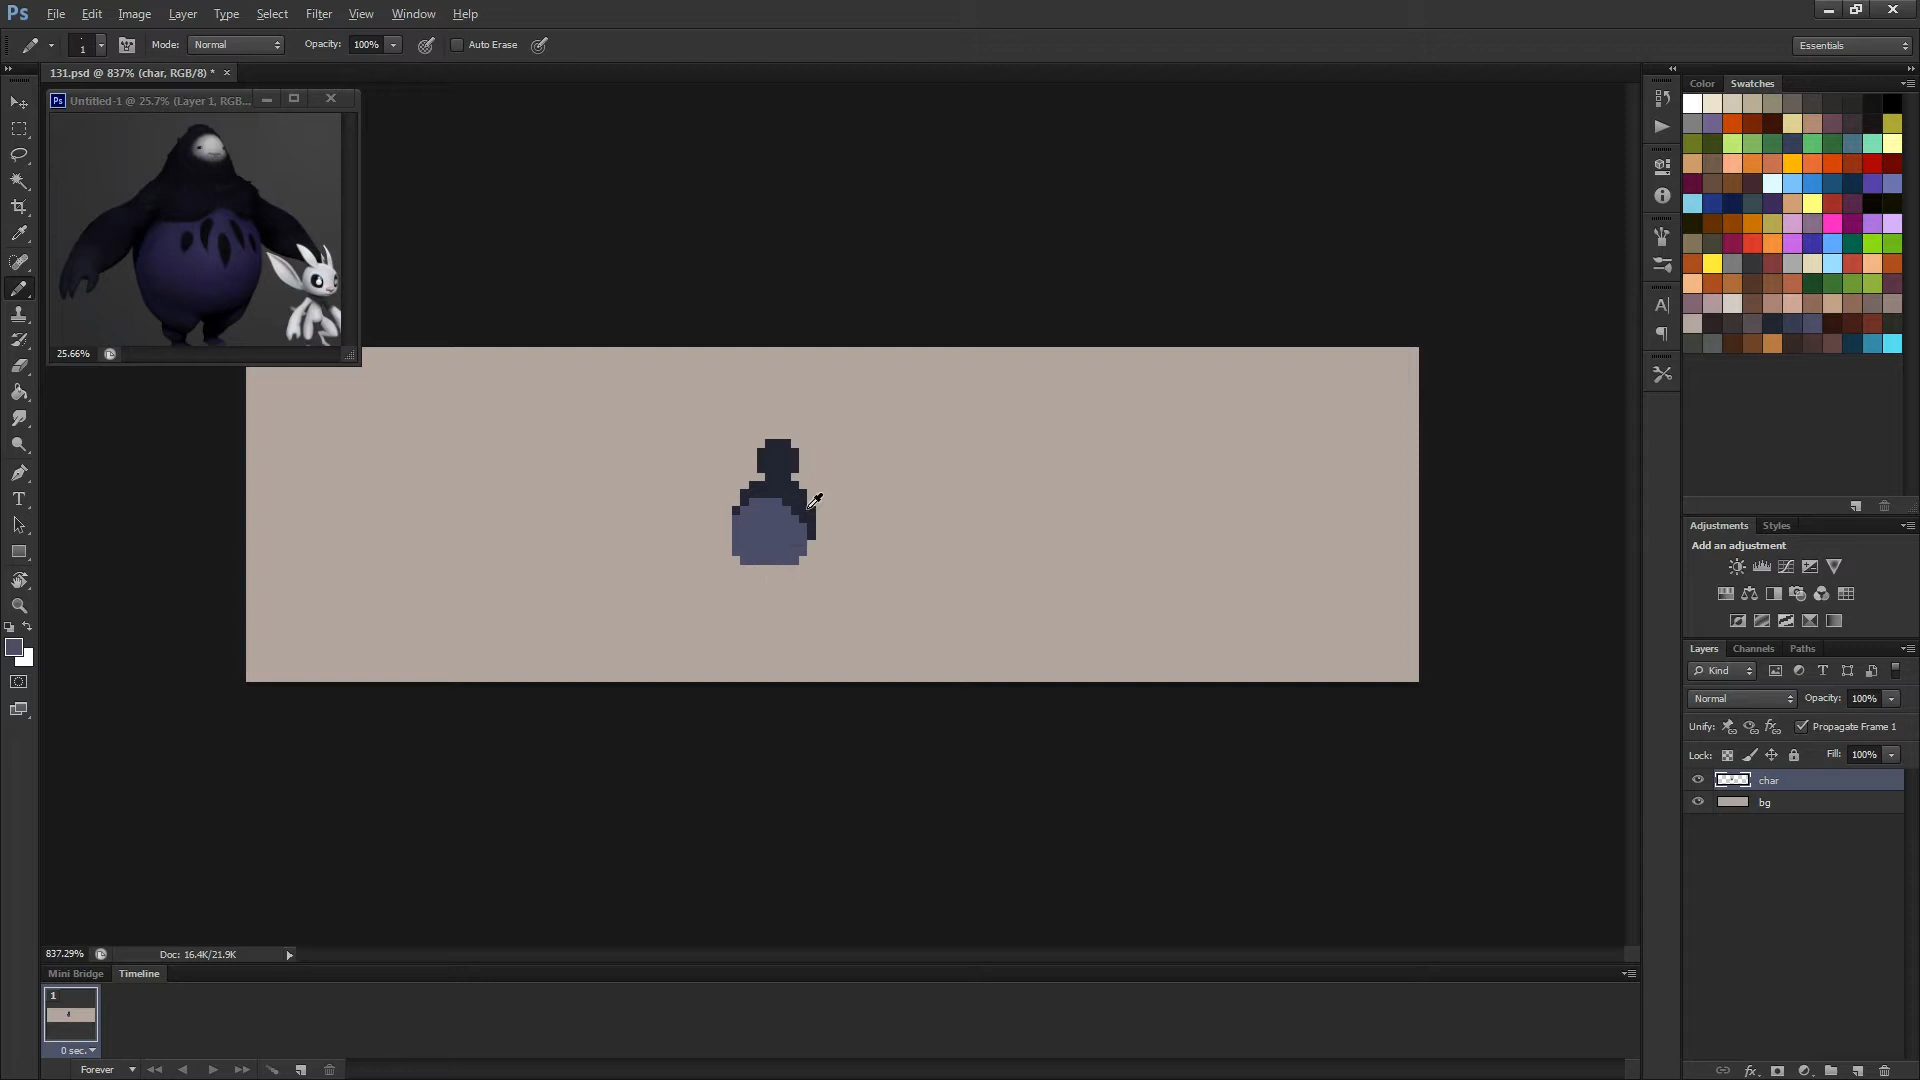 Ps File Edit Image Layer Type Select Filter View Window Help
1 Mode: Normal Opacity: 100% Auto Erase Essentials
131.psd @ 837% (char, RGB/8) * ×
Ps Untitled-1 @ 25.7% (Layer 1, RGB...
25.66%
Color Swatches
Adjustments Styles
Add an adjustment
Layers Channels Paths
Kind
Normal Opacity: 100%
Unify: Propagate Frame 1
Lock: Fill: 100%
char
bg
837.29% Doc: 16.4K/21.9K
Mini Bridge Timeline
1
0 sec.
Forever